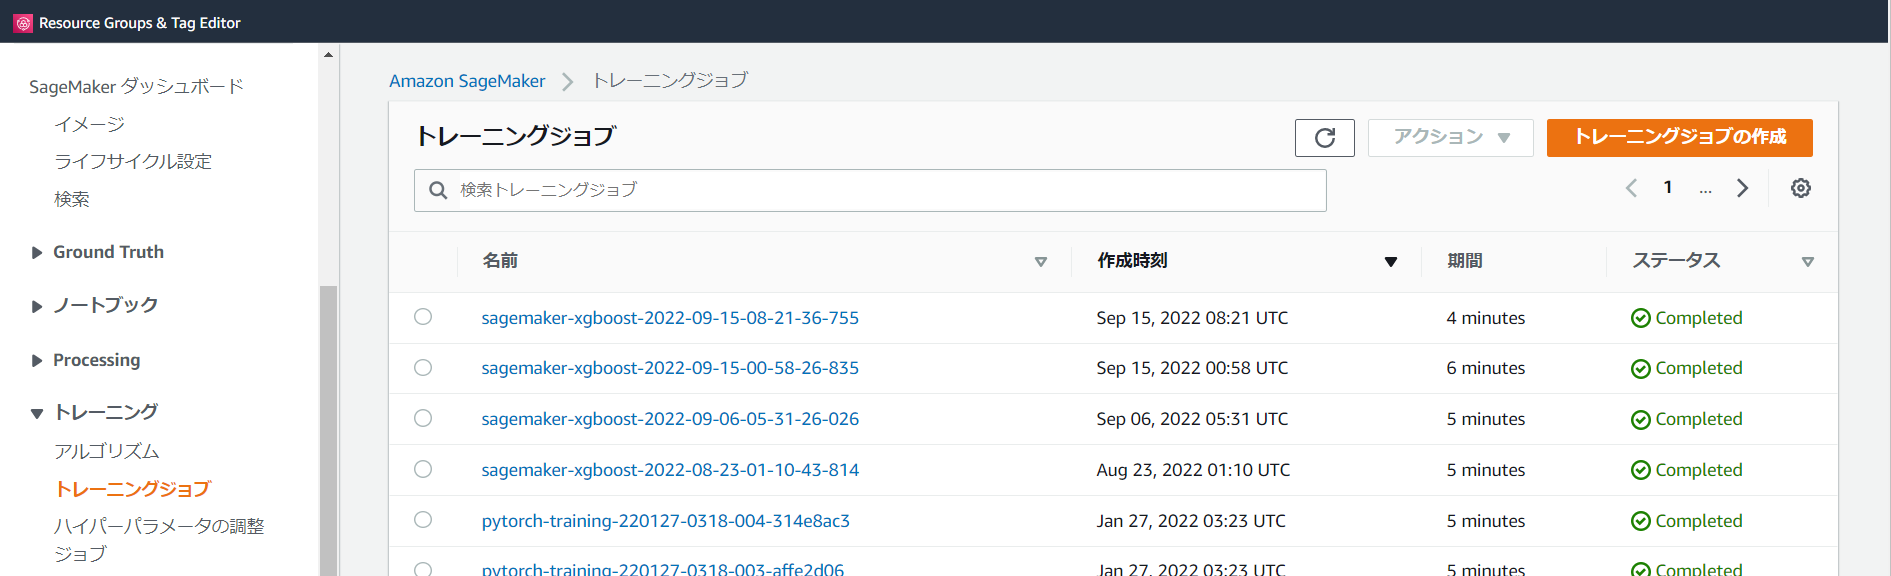 Resource Groups & Tag Editor
SageMaker ダッシュボード
イメージ
ライフサイクル設定
検索
Ground Truth
ノートブック
Processing
トレーニング
アルゴリズム
トレーニングジョブ
ハイパーパラメータの調整
ジョブ
Amazon SageMaker トレーニングジョブ
トレーニングジョブ アクション トレーニングジョブの作成
検索トレーニングジョブ 1 ...
名前 作成時刻 期間 ステータス
sagemaker-xgboost-2022-09-15-08-21-36-755 Sep 15, 2022 08:21 UTC 4 minutes Completed
sagemaker-xgboost-2022-09-15-00-58-26-835 Sep 15, 2022 00:58 UTC 6 minutes Completed
sagemaker-xgboost-2022-09-06-05-31-26-026 Sep 06, 2022 05:31 UTC 5 minutes Completed
sagemaker-xgboost-2022-08-23-01-10-43-814 Aug 23, 2022 01:10 UTC 5 minutes Completed
pytorch-training-220127-0318-004-314e8ac3 Jan 27, 2022 03:23 UTC 5 minutes Completed
pytorch-training-220127-0318-003-affe2d06 Jan 27, 2022 03:23 UTC 5 minutes Completed